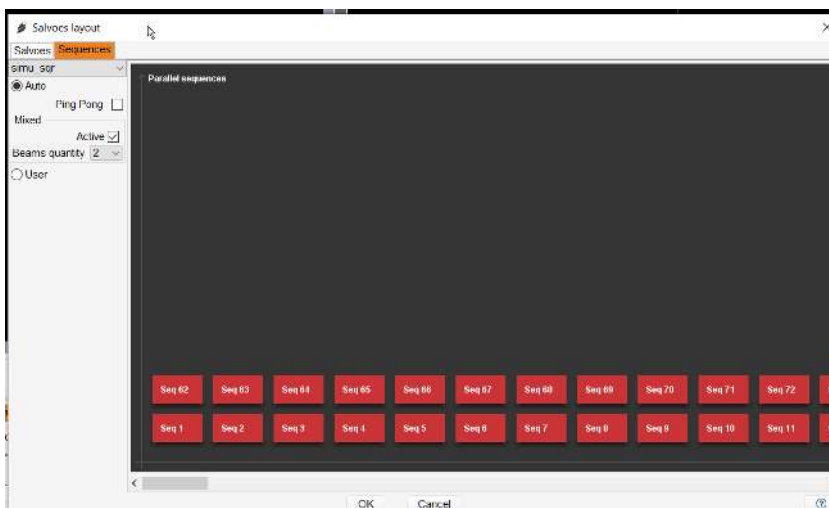 Salvoes layout
Salvoes Sequences
simu_scr
Auto
Parallel sequences
Ping Pong
Mixed
Active
Beams quantity 2
User
Seq 62 Seq 63 Seq 64 Seq 65 Seq 66 Seq 67 Seq 68 Seq 69 Seq 70 Seq 71 Seq 72
Seq 1 Seq 2 Seq 3 Seq 4 Seq 5 Seq 6 Seq 7 Seq 8 Seq 9 Seq 10 Seq 11
OK Cancel